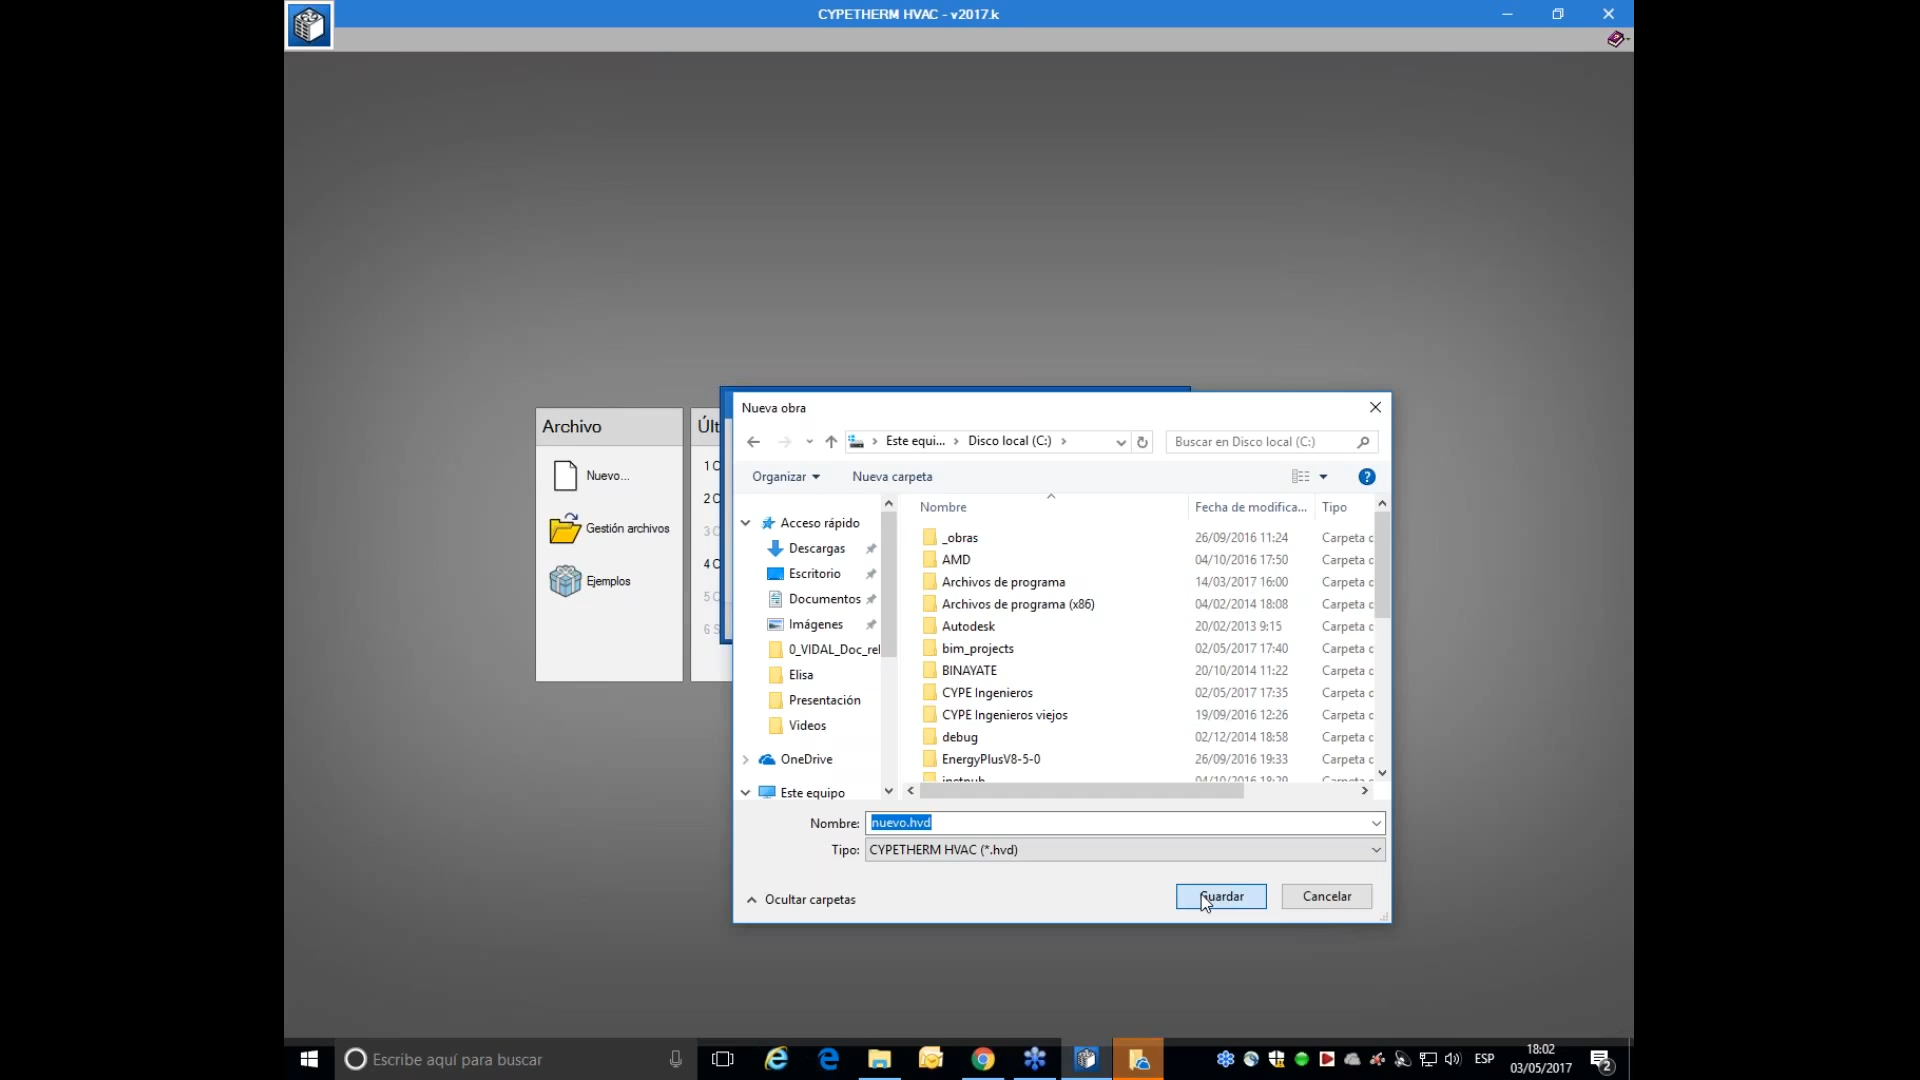 CYPETHERM HVAC - v2017.k
Archivo
Nuevo...
Gestión archivos
Ejemplos
Últ
1 C
2 C
3 C
4 C
5 C
6 S
Nueva obra
Este equi... Disco local (C:)
Buscar en Disco local (C:)
Organizar
Nueva carpeta
Acceso rápido
Descargas
Escritorio
Documentos
Imágenes
0_VIDAL_Doc_rel
Elisa
Presentación
Videos
OneDrive
Este equipo
Nombre Fecha de modifica... Tipo
_obras 26/09/2016 11:24 Carpeta c
AMD 04/10/2016 17:50 Carpeta c
Archivos de programa 14/03/2017 16:00 Carpeta c
Archivos de programa (x86) 04/02/2014 18:08 Carpeta c
Autodesk 20/02/2013 9:15 Carpeta c
bim_projects 02/05/2017 17:40 Carpeta c
BINAYATE 20/10/2014 11:22 Carpeta c
CYPE Ingenieros 02/05/2017 17:35 Carpeta c
CYPE Ingenieros viejos 19/09/2016 12:26 Carpeta c
debug 02/12/2014 18:58 Carpeta c
EnergyPlusV8-5-0 26/09/2016 19:33 Carpeta c
inetpub 04/10/2016 18:29 Carpeta c
Nombre: nuevo.hvd
Tipo: CYPETHERM HVAC (*.hvd)
Ocultar carpetas
Guardar
Cancelar
Escribe aquí para buscar
ESP
18:02
03/05/2017
2